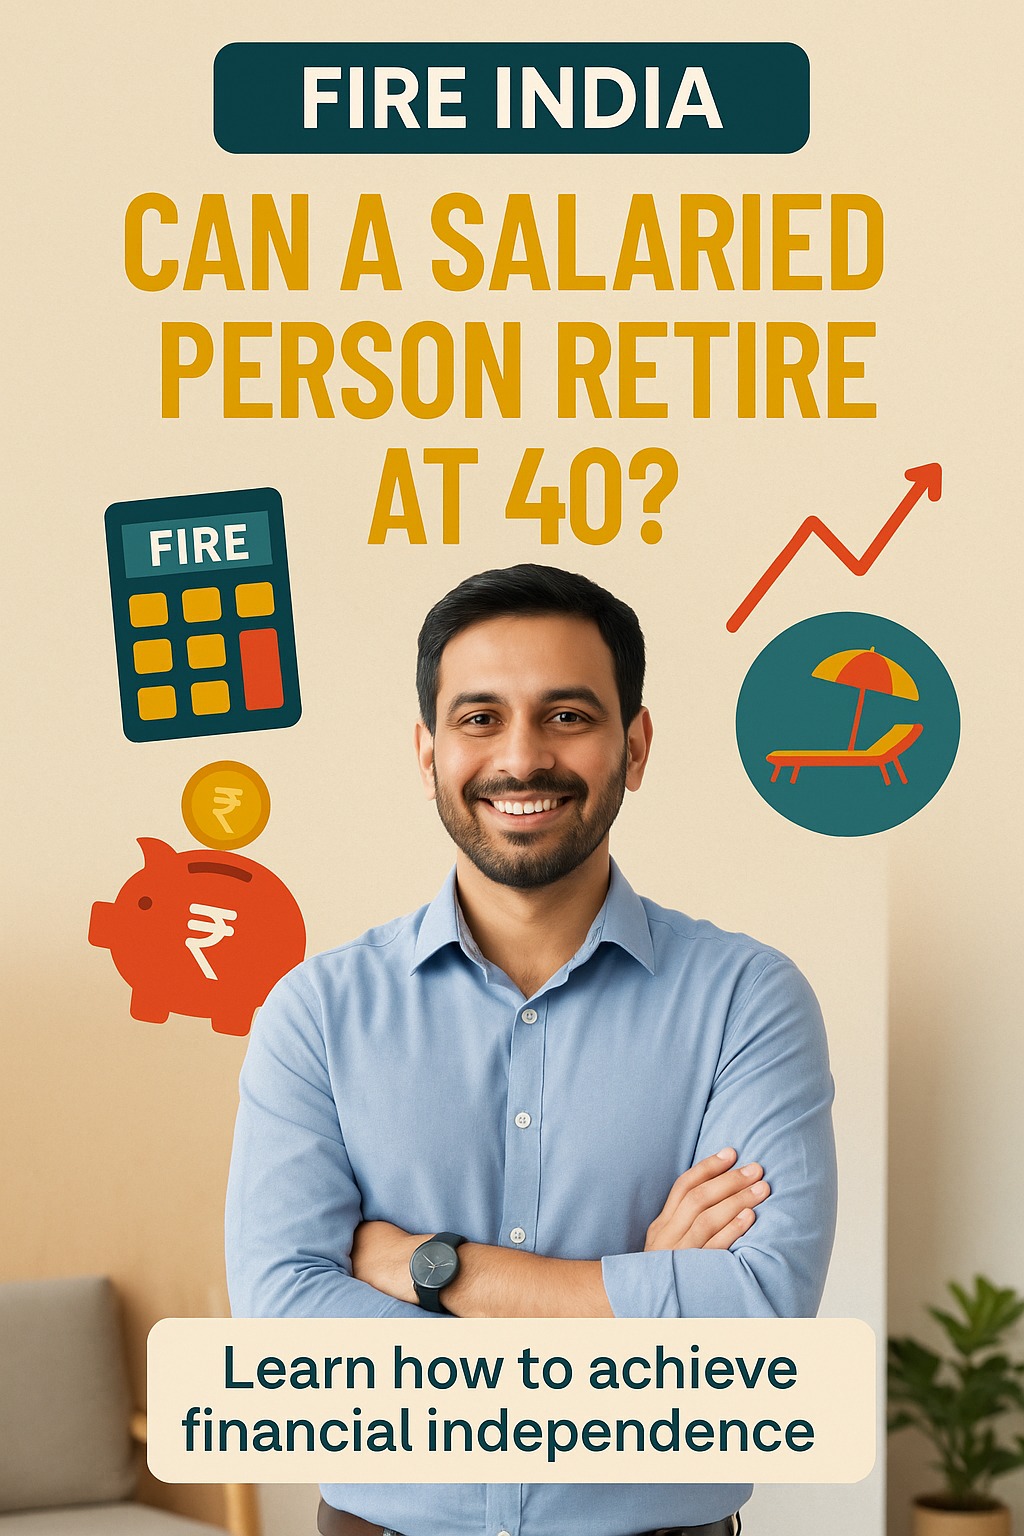 FIRE INDIA
CAN A SALARIED
PERSON RETIRE
AT 40?
FIRE
₹
₹
Learn how to achieve
financial independence